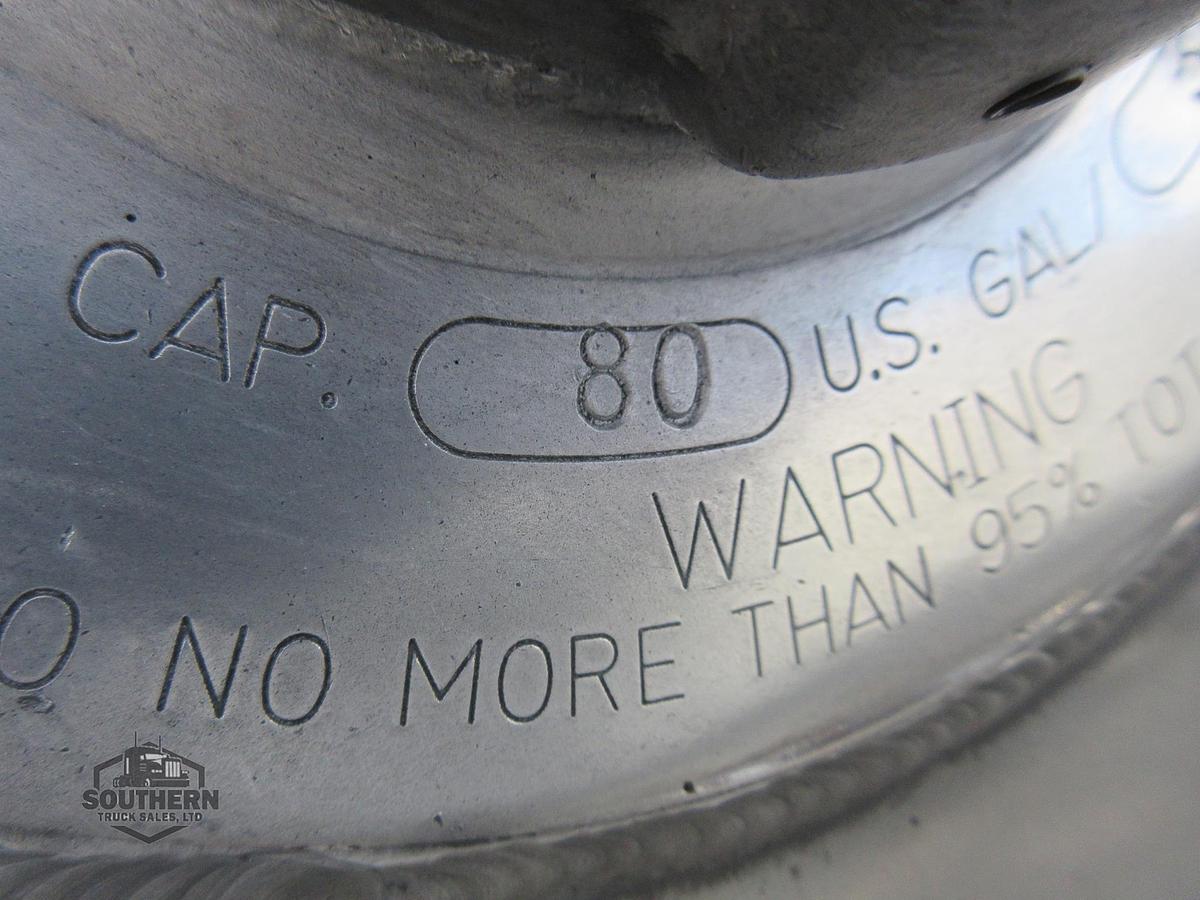 CAP. 80 U.S. GAL/
WARNING
NO MORE THAN 95%
SOUTHERN
TRUCK SALES, LTD